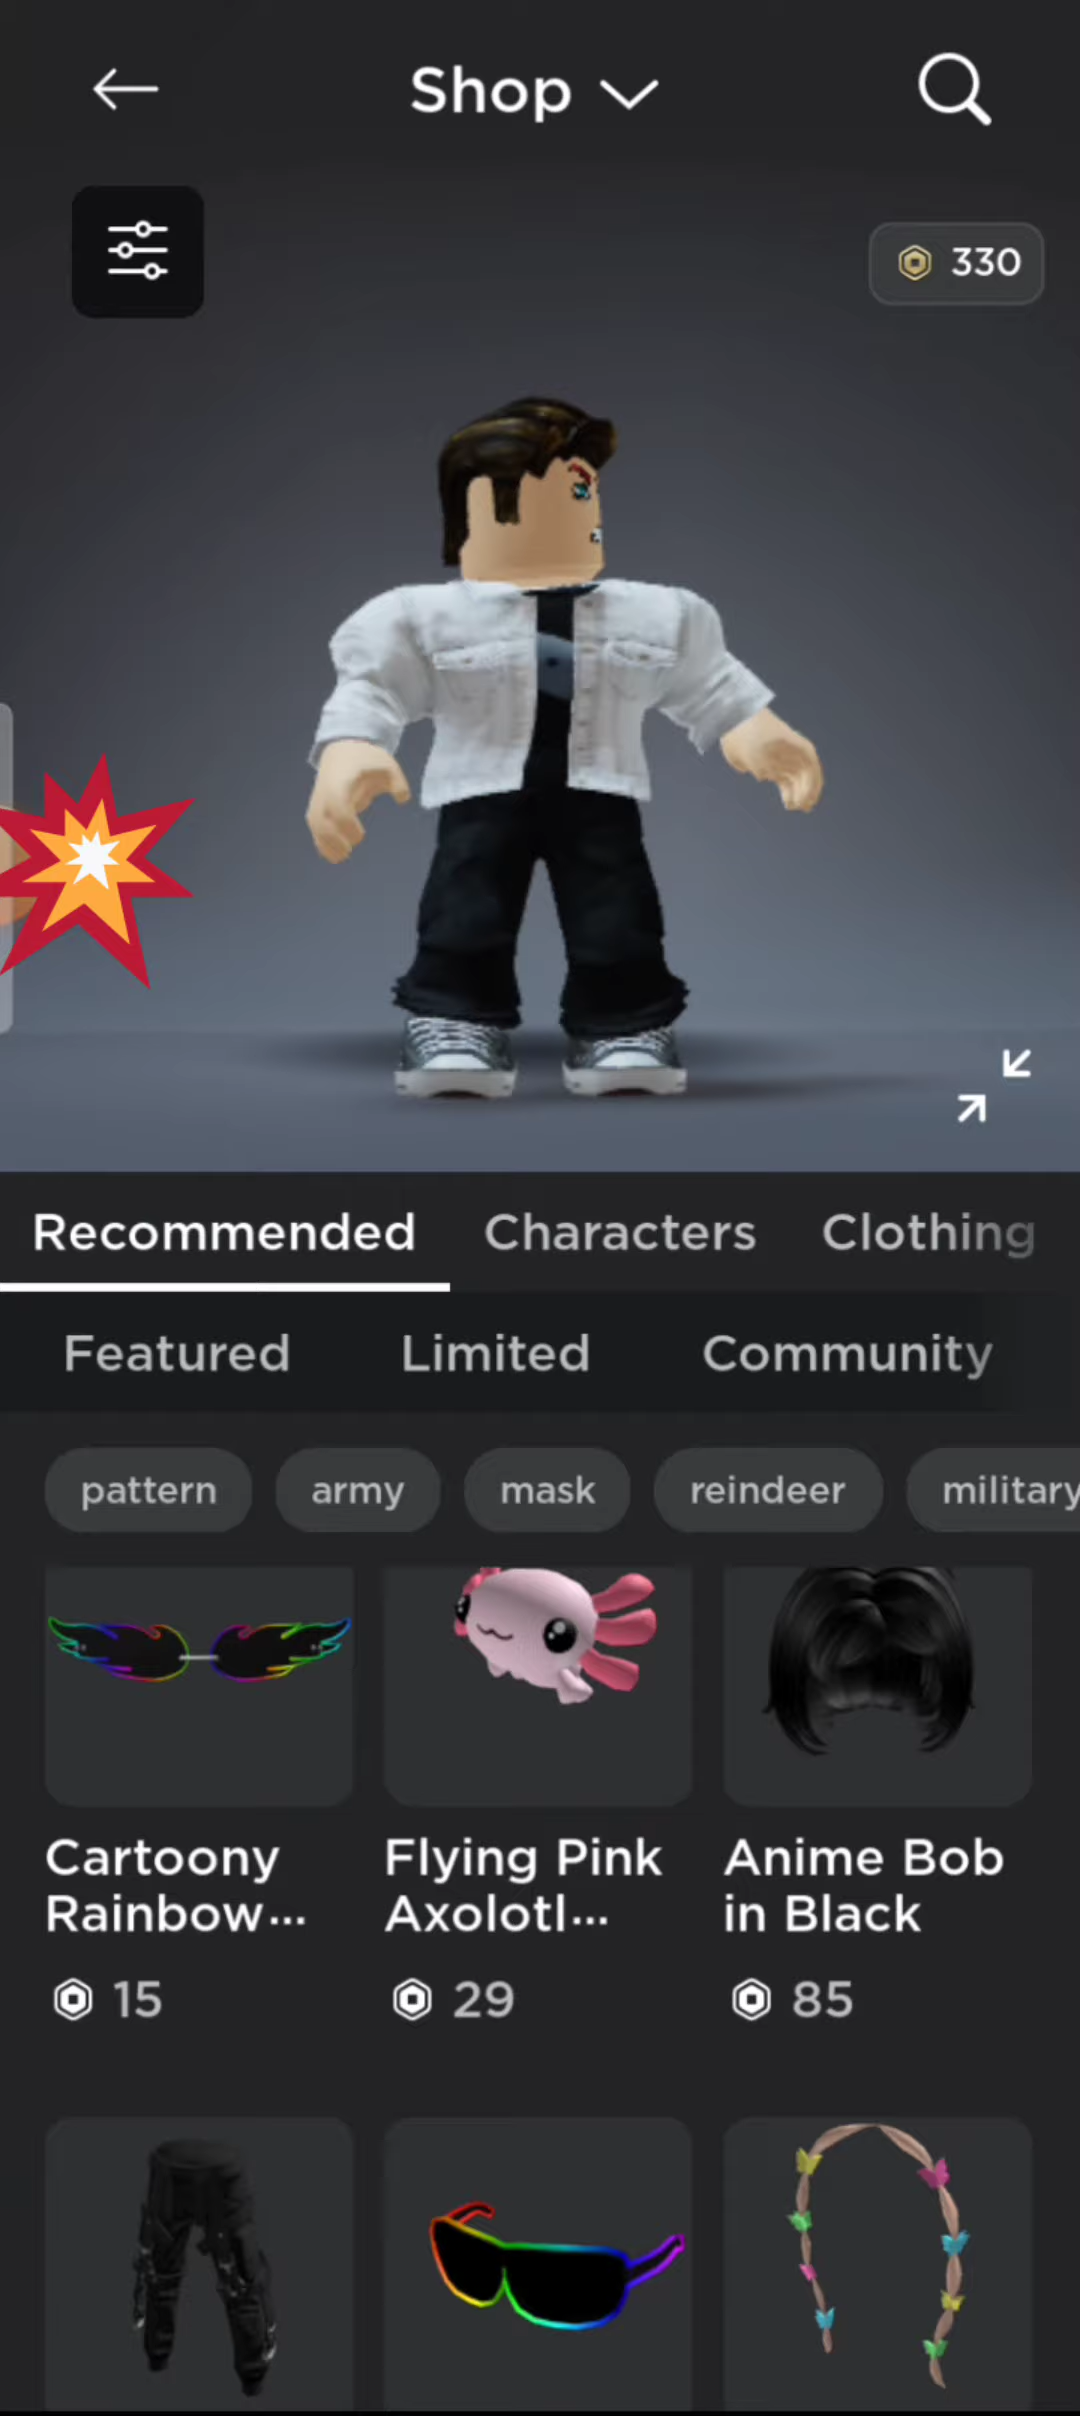 Shop
330
Recommended Characters Clothing
Featured Limited Community
pattern army mask reindeer military
Cartoony
Rainbow...
Flying Pink
Axolotl...
Anime Bob
in Black
15
29
85